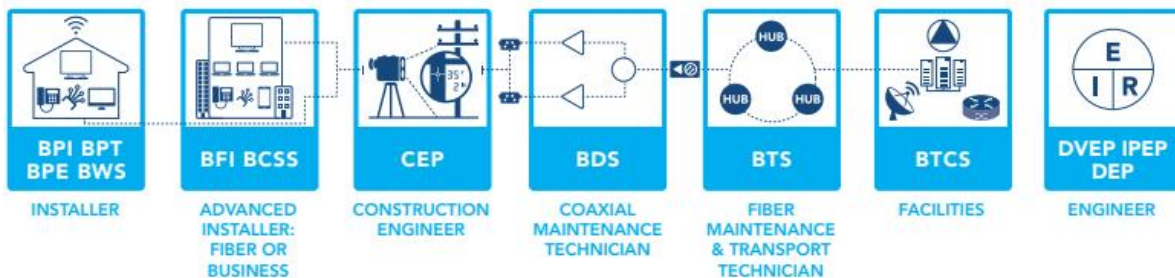 BPI BPT
BPE BWS
INSTALLER
BFI BCSS
ADVANCED
INSTALLER:
FIBER OR
BUSINESS
35'
CEP
CONSTRUCTION
ENGINEER
BDS
COAXIAL
MAINTENANCE
TECHNICIAN
HUB
HUB
HUB
BTS
FIBER
MAINTENANCE
& TRANSPORT
TECHNICIAN
BTCS
FACILITIES
E
I R
DVEP IPEP
DEP
ENGINEER